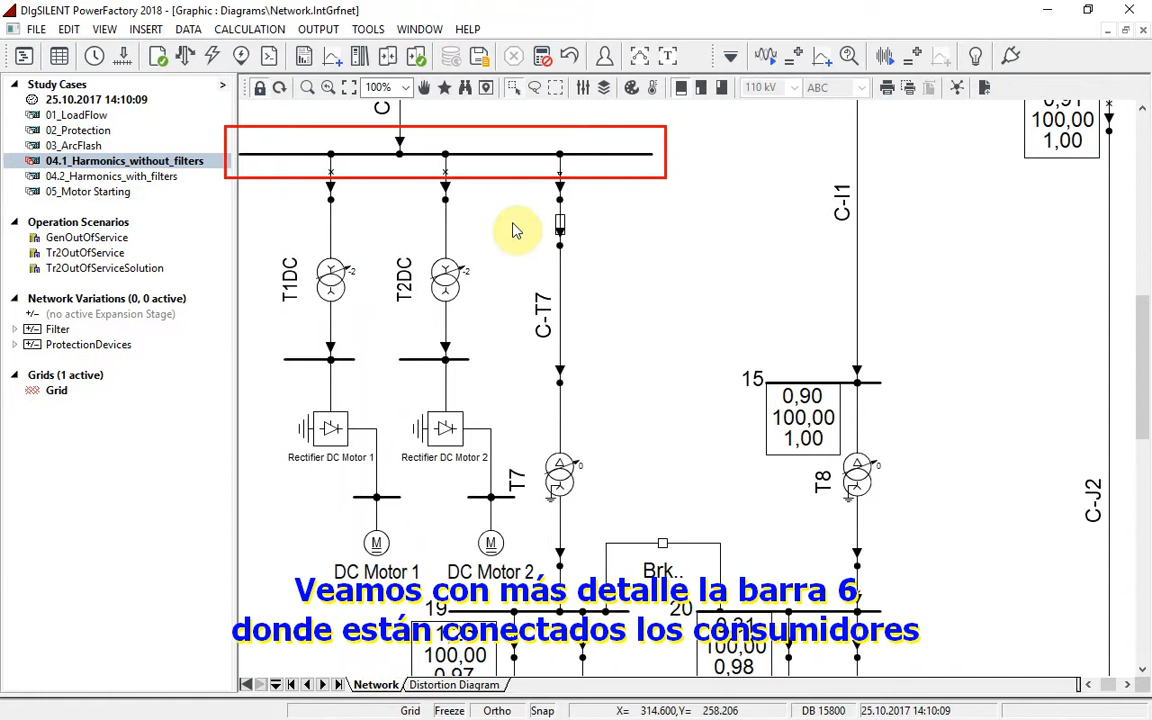 DIgSILENT PowerFactory 2018 - [Graphic : Diagrams\Network.IntGrfnet]
FILE EDIT VIEW INSERT DATA CALCULATION OUTPUT TOOLS WINDOW HELP
Study Cases
25.10.2017 14:10:09
01_LoadFlow
02_Protection
03_ArcFlash
04.1_Harmonics_without_filters
04.2_Harmonics_with_filters
05_Motor Starting
Operation Scenarios
GenOutOfService
Tr2OutOfService
Tr2OutOfServiceSolution
Network Variations (0, 0 active)
(no active Expansion Stage)
Filter
ProtectionDevices
Grids (1 active)
Grid
100%
110 kV
ABC
C
0,91
100,00
1,00
C-I1
T1DC
-2
T2DC
-2
C-T7
15
0,90
100,00
1,00
Rectifier DC Motor 1
Rectifier DC Motor 2
T7
0
T8
0
C-J2
M
M
DC Motor 1
DC Motor 2
Brk..
19
20
100,00
0,97
0,31
100,00
0,98
Veamos con más detalle la barra 6
donde están conectados los consumidores
Network
Distortion Diagram
Grid Freeze Ortho Snap X= 314.600,Y= 258.206 DB 15800 25.10.2017 14:10:09